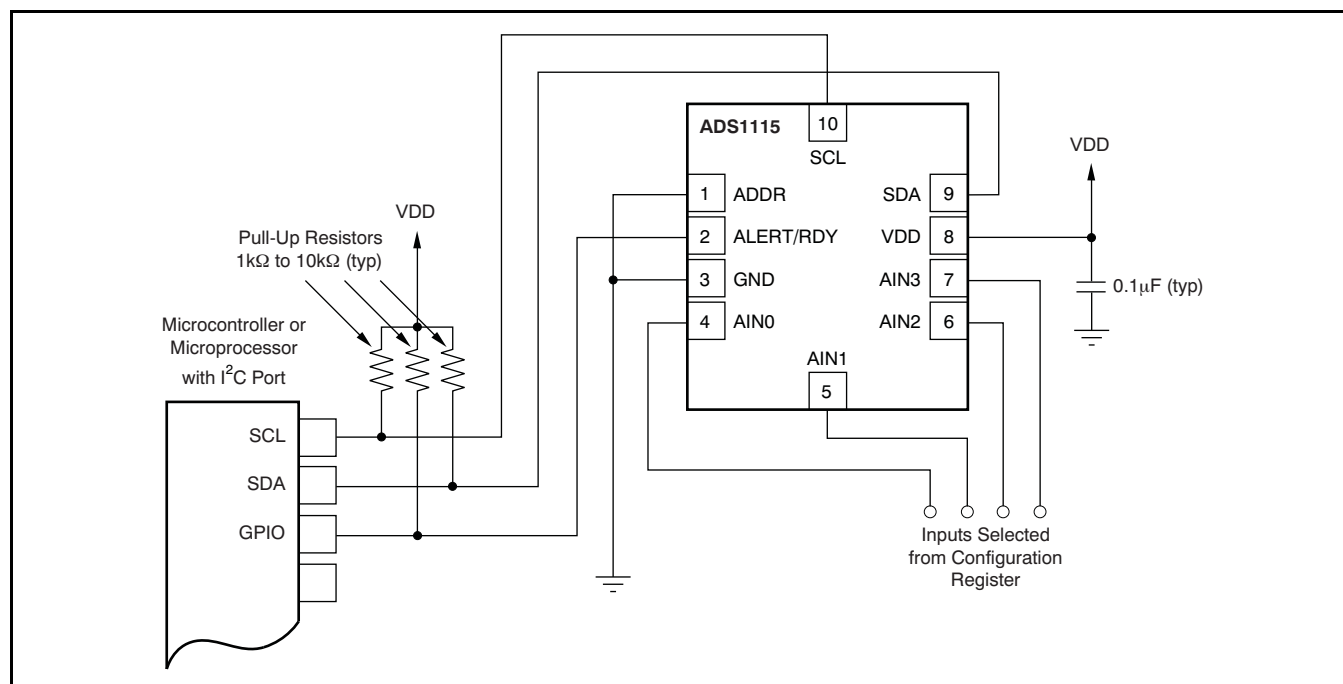 ADS1115
10
SCL
1 ADDR
2 ALERT/RDY
3 GND
4 AIN0
AIN1
5
SDA 9
VDD 8
AIN3 7
AIN2 6
VDD
0.1μF (typ)
VDD
Pull-Up Resistors
1kΩ to 10kΩ (typ)
Microcontroller or
Microprocessor
with I²C Port
SCL
SDA
GPIO
Inputs Selected
from Configuration
Register